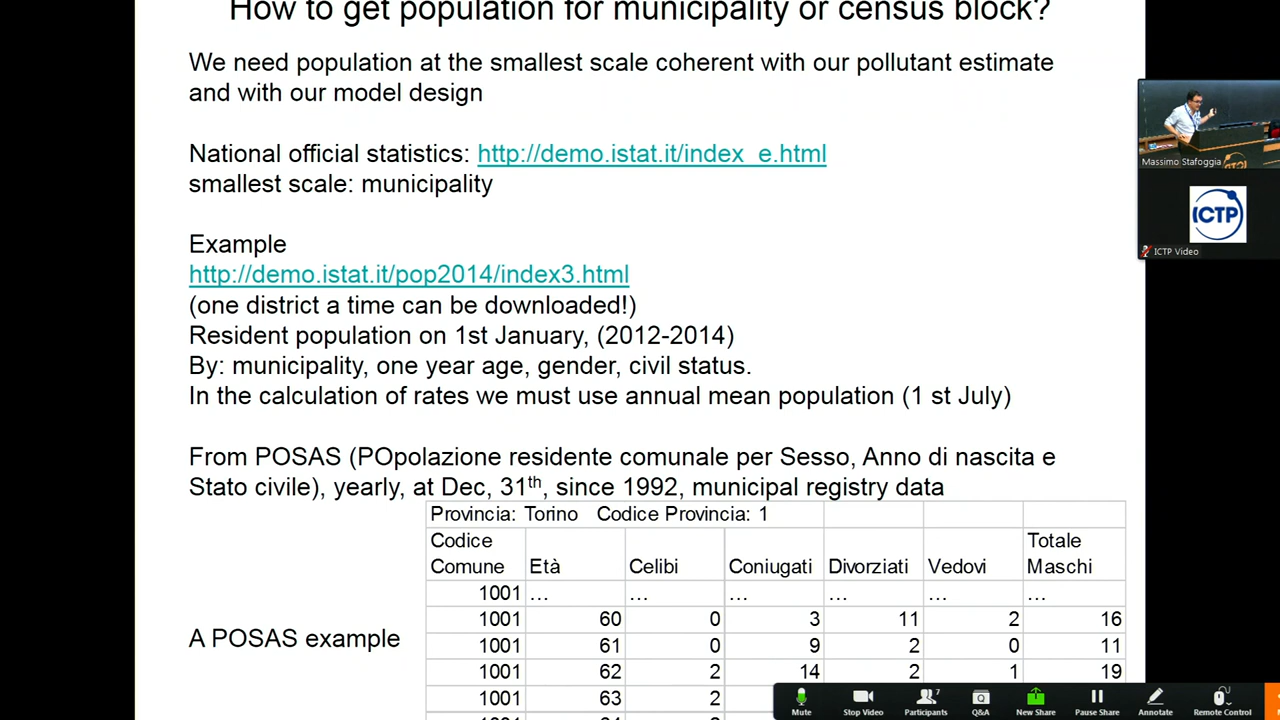 How to get population for municipality or census block?
We need population at the smallest scale coherent with our pollutant estimate
and with our model design
National official statistics: http://demo.istat.it/index_e.html
smallest scale: municipality
Example
http://demo.istat.it/pop2014/index3.html
(one district a time can be downloaded!)
Resident population on 1st January, (2012-2014)
By: municipality, one year age, gender, civil status.
In the calculation of rates we must use annual mean population (1 st July)
From POSAS (POpolazione residente comunale per Sesso, Anno di nascita e
Stato civile), yearly, at Dec, 31th, since 1992, municipal registry data
Provincia: Torino Codice Provincia: 1
Codice Comune Età Celibi Coniugati Divorziati Vedovi Totale Maschi
1001 ... ... ... ... ... ...
1001 60 0 3 11 2 16
1001 61 0 9 2 0 11
1001 62 2 14 2 1 19
1001 63 2
A POSAS example
Massimo Stafoggia
ICTP
ICTP Video
Mute Stop Video Participants 7 Q&A New Share Pause Share Annotate Remote Control